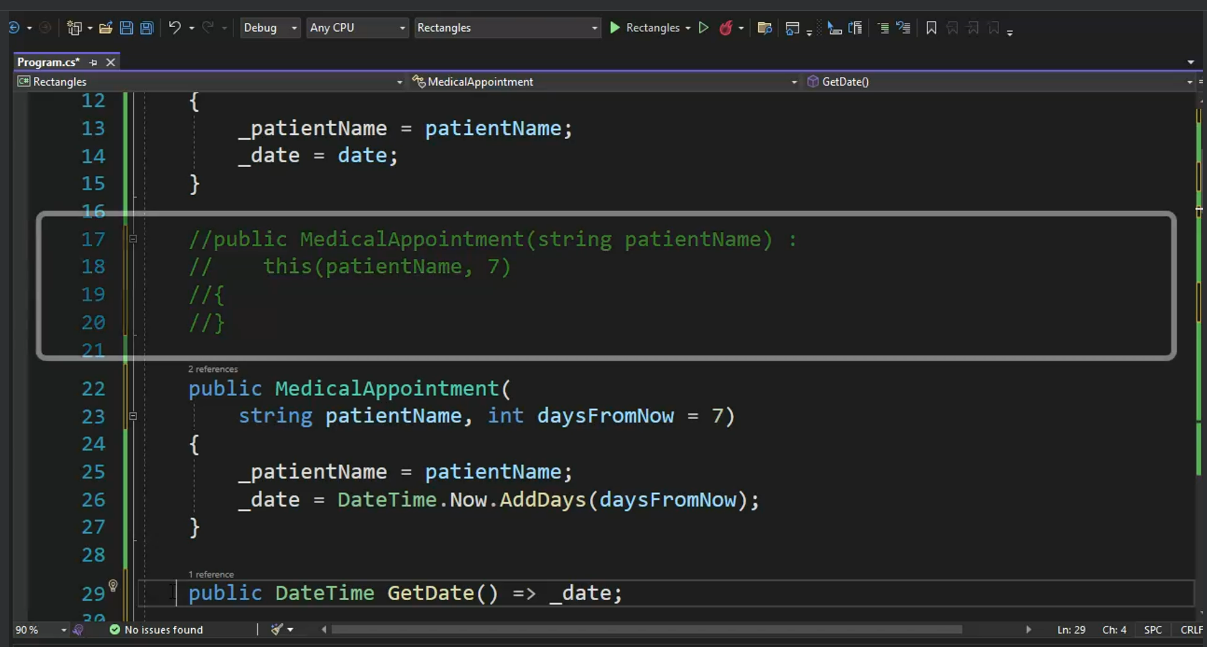 Debug Any CPU Rectangles Rectangles
Program.cs*
C# Rectangles MedicalAppointment GetDate()
12 {
13 _patientName = patientName;
14 _date = date;
15 }
16
17 //public MedicalAppointment(string patientName) :
18 //    this(patientName, 7)
19 //{
20 //}
21
2 references
22 public MedicalAppointment(
23 string patientName, int daysFromNow = 7)
24 {
25 _patientName = patientName;
26 _date = DateTime.Now.AddDays(daysFromNow);
27 }
28
1 reference
29 public DateTime GetDate() => _date;
30
90 % No issues found Ln: 29 Ch: 4 SPC CRLF